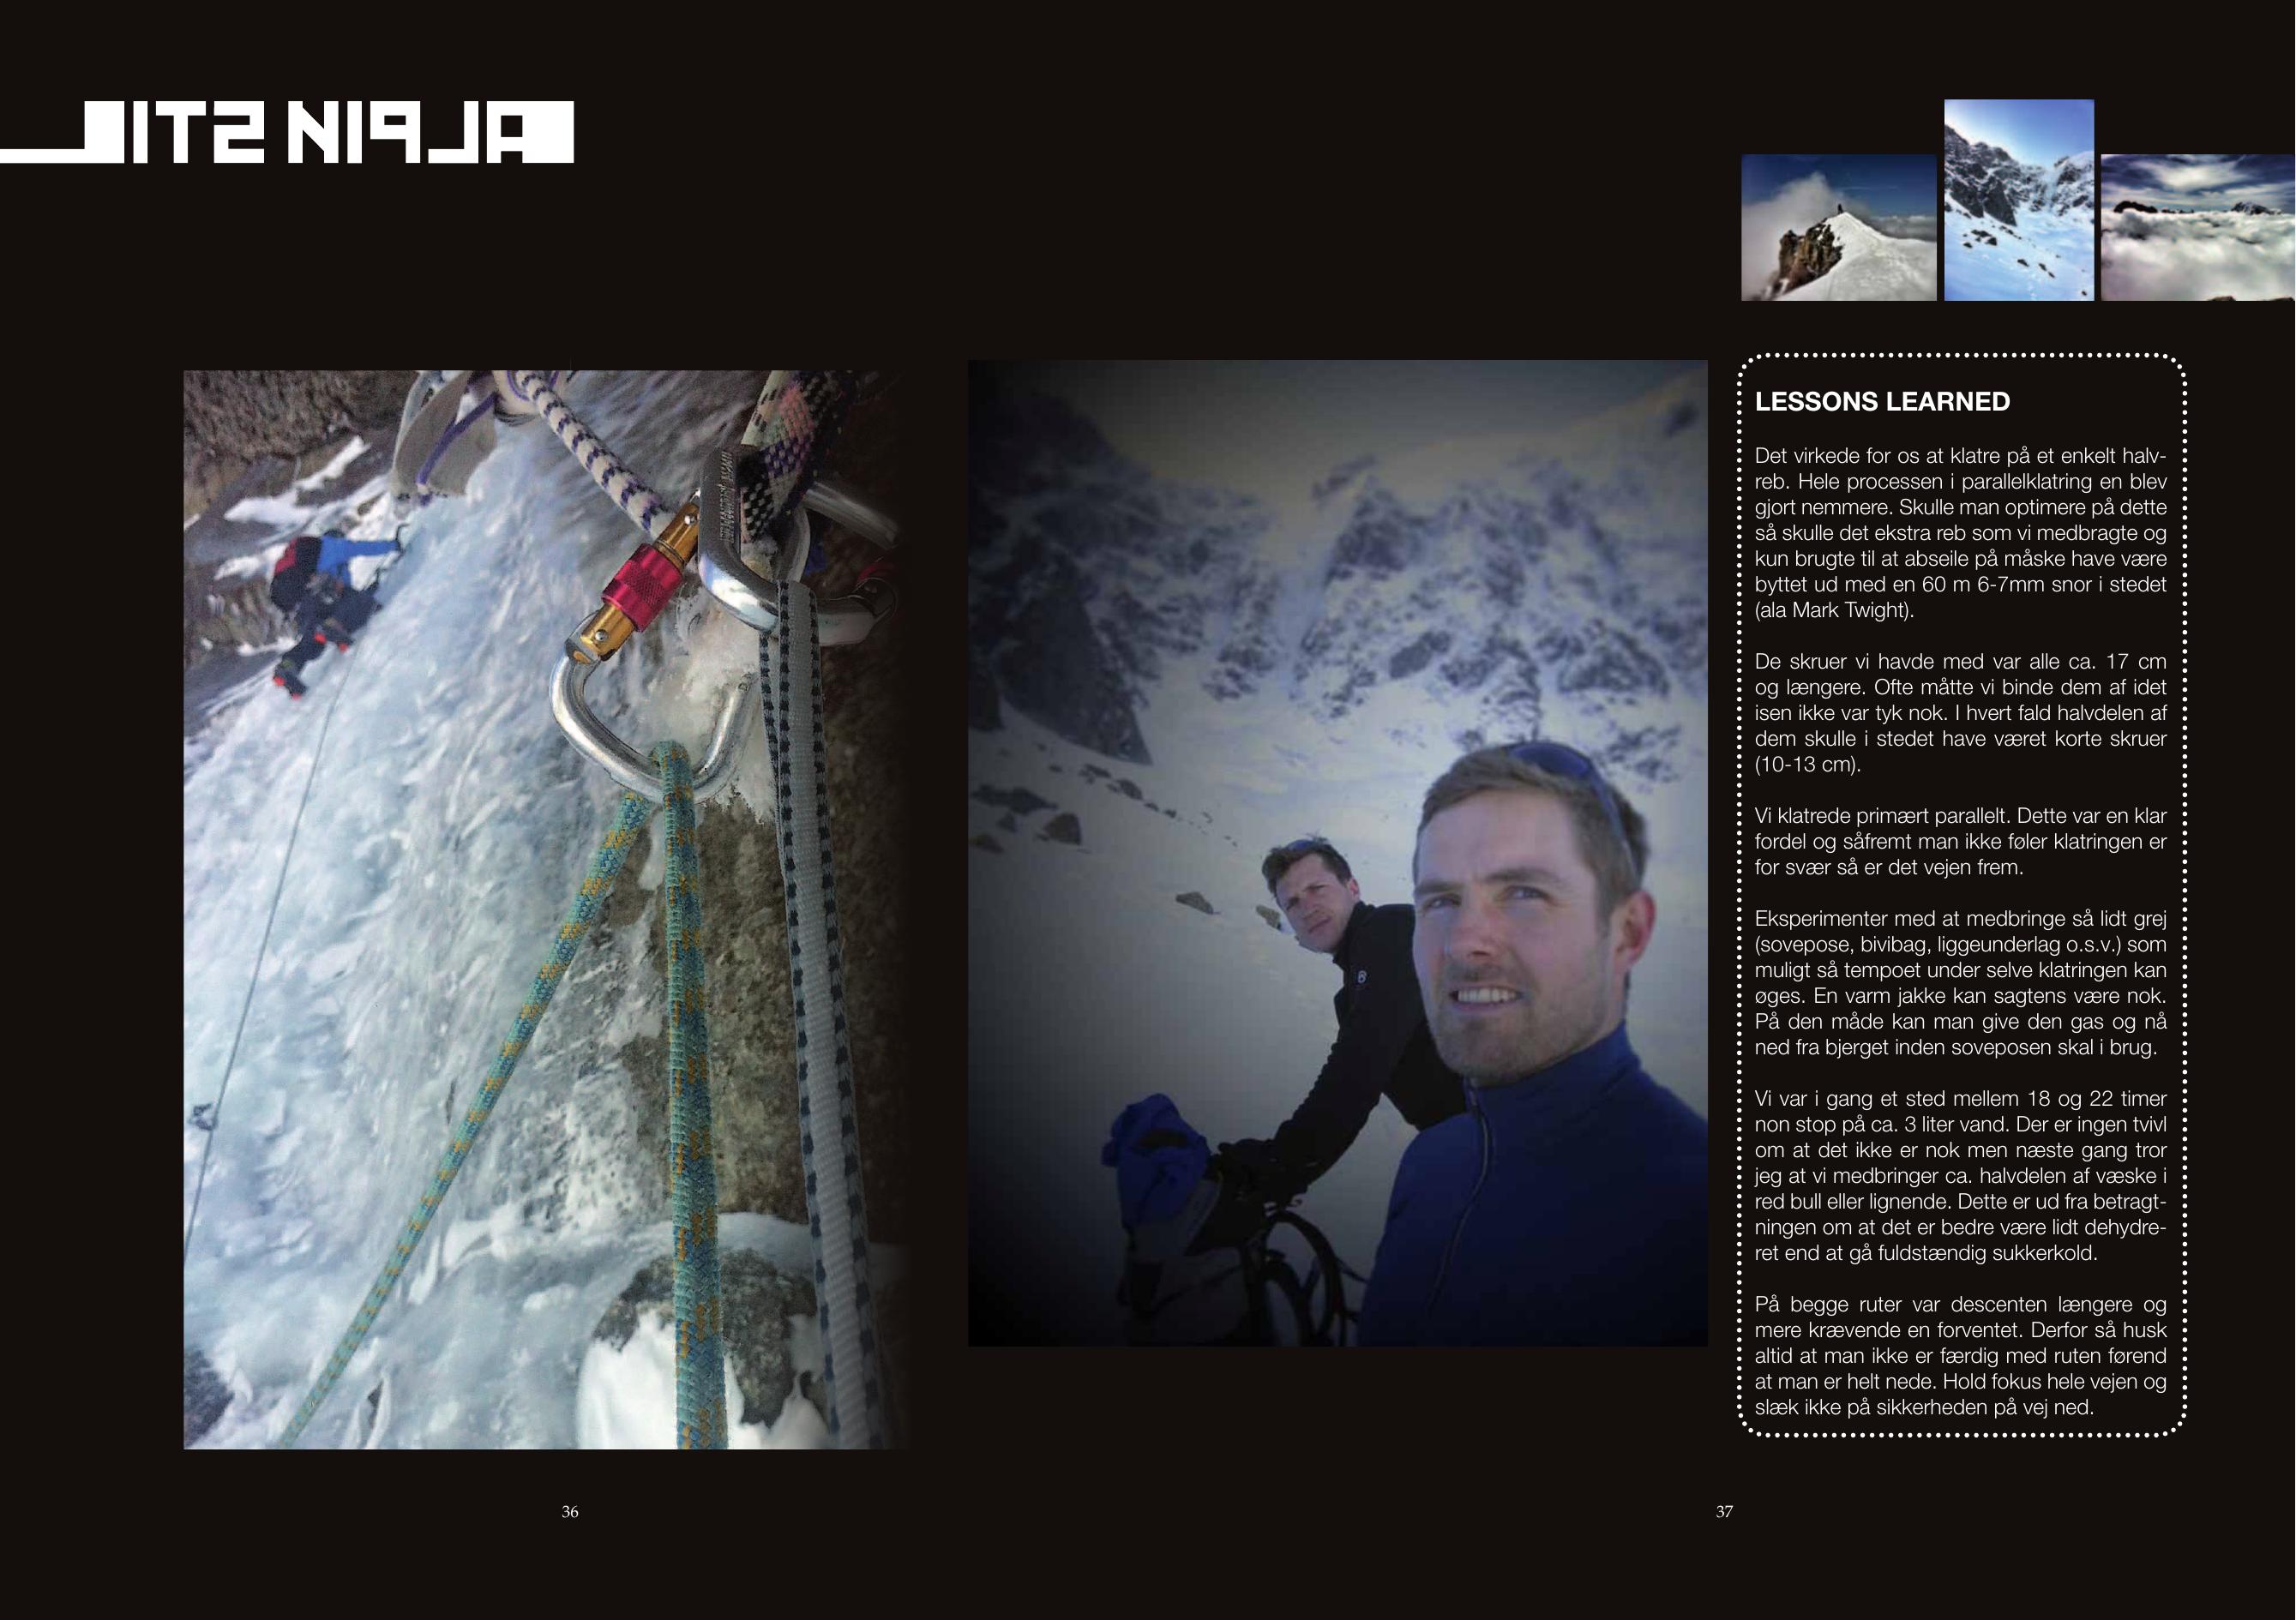 ALPIN STI
LESSONS LEARNED
Det virkede for os at klatre på et enkelt halv-
reb. Hele processen i parallelklatring en blev
gjort nemmere. Skulle man optimere på dette
så skulle det ekstra reb som vi medbragte og
kun brugte til at abseile på måske have være
byttet ud med en 60 m 6-7mm snor i stedet
(ala Mark Twight).
De skruer vi havde med var alle ca. 17 cm
og længere. Ofte måtte vi binde dem af idet
isen ikke var tyk nok. I hvert fald halvdelen af
dem skulle i stedet have været korte skruer
(10-13 cm).
Vi klatrede primært parallelt. Dette var en klar
fordel og såfremt man ikke føler klatringen er
for svær så er det vejen frem.
Eksperimenter med at medbringe så lidt grej
(sovepose, bivibag, liggeunderlag o.s.v.) som
muligt så tempoet under selve klatringen kan
øges. En varm jakke kan sagtens være nok.
På den måde kan man give den gas og nå
ned fra bjerget inden soveposen skal i brug.
Vi var i gang et sted mellem 18 og 22 timer
non stop på ca. 3 liter vand. Der er ingen tvivl
om at det ikke er nok men næste gang tror
jeg at vi medbringer ca. halvdelen af væske i
red bull eller lignende. Dette er ud fra betragt-
ningen om at det er bedre være lidt dehydre-
ret end at gå fuldstændig sukkerkold.
På begge ruter var descenten længere og
mere krævende en forventet. Derfor så husk
altid at man ikke er færdig med ruten førend
at man er helt nede. Hold fokus hele vejen og
slæk ikke på sikkerheden på vej ned.
36
37